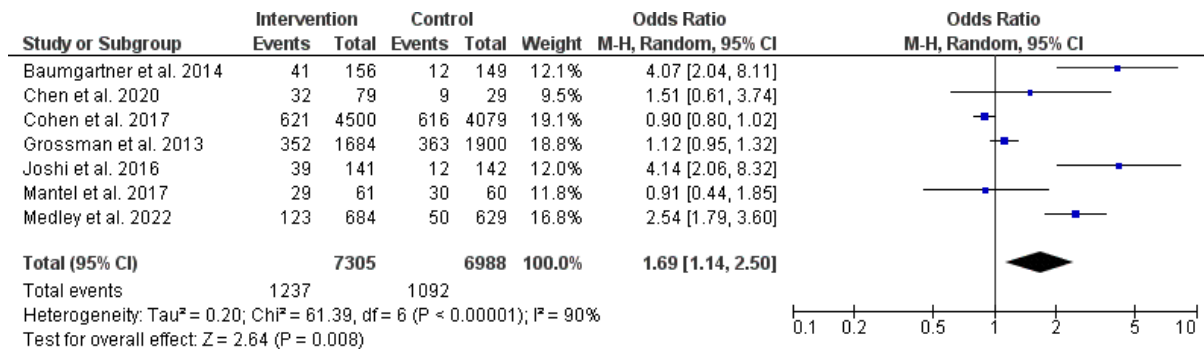 Intervention Control Odds Ratio Odds Ratio
Study or Subgroup Events Total Events Total Weight M-H, Random, 95% CI M-H, Random, 95% CI
Baumgartner et al. 2014 41 156 12 149 12.1% 4.07 [2.04, 8.11]
Chen et al. 2020 32 79 9 29 9.5% 1.51 [0.61, 3.74]
Cohen et al. 2017 621 4500 616 4079 19.1% 0.90 [0.80, 1.02]
Grossman et al. 2013 352 1684 363 1900 18.8% 1.12 [0.95, 1.32]
Joshi et al. 2016 39 141 12 142 12.0% 4.14 [2.06, 8.32]
Mantel et al. 2017 29 61 30 60 11.8% 0.91 [0.44, 1.85]
Medley et al. 2022 123 684 50 629 16.8% 2.54 [1.79, 3.60]
Total (95% CI) 7305 6988 100.0% 1.69 [1.14, 2.50]
Total events 1237 1092
Heterogeneity: Tau² = 0.20; Chi² = 61.39, df = 6 (P < 0.00001); I² = 90%
Test for overall effect: Z = 2.64 (P = 0.008)
0.1 0.2 0.5 1 2 5 10